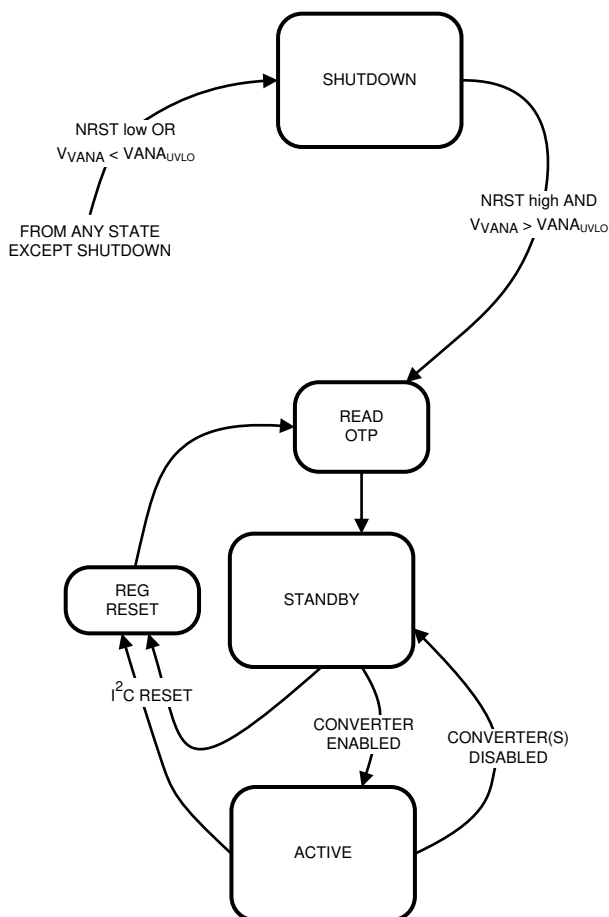 SHUTDOWN
NRST low OR
VVANA < VANAUVLO
FROM ANY STATE
EXCEPT SHUTDOWN
NRST high AND
VVANA > VANAUVLO
READ
OTP
REG
RESET
STANDBY
I2C RESET
CONVERTER
ENABLED
CONVERTER(S)
DISABLED
ACTIVE